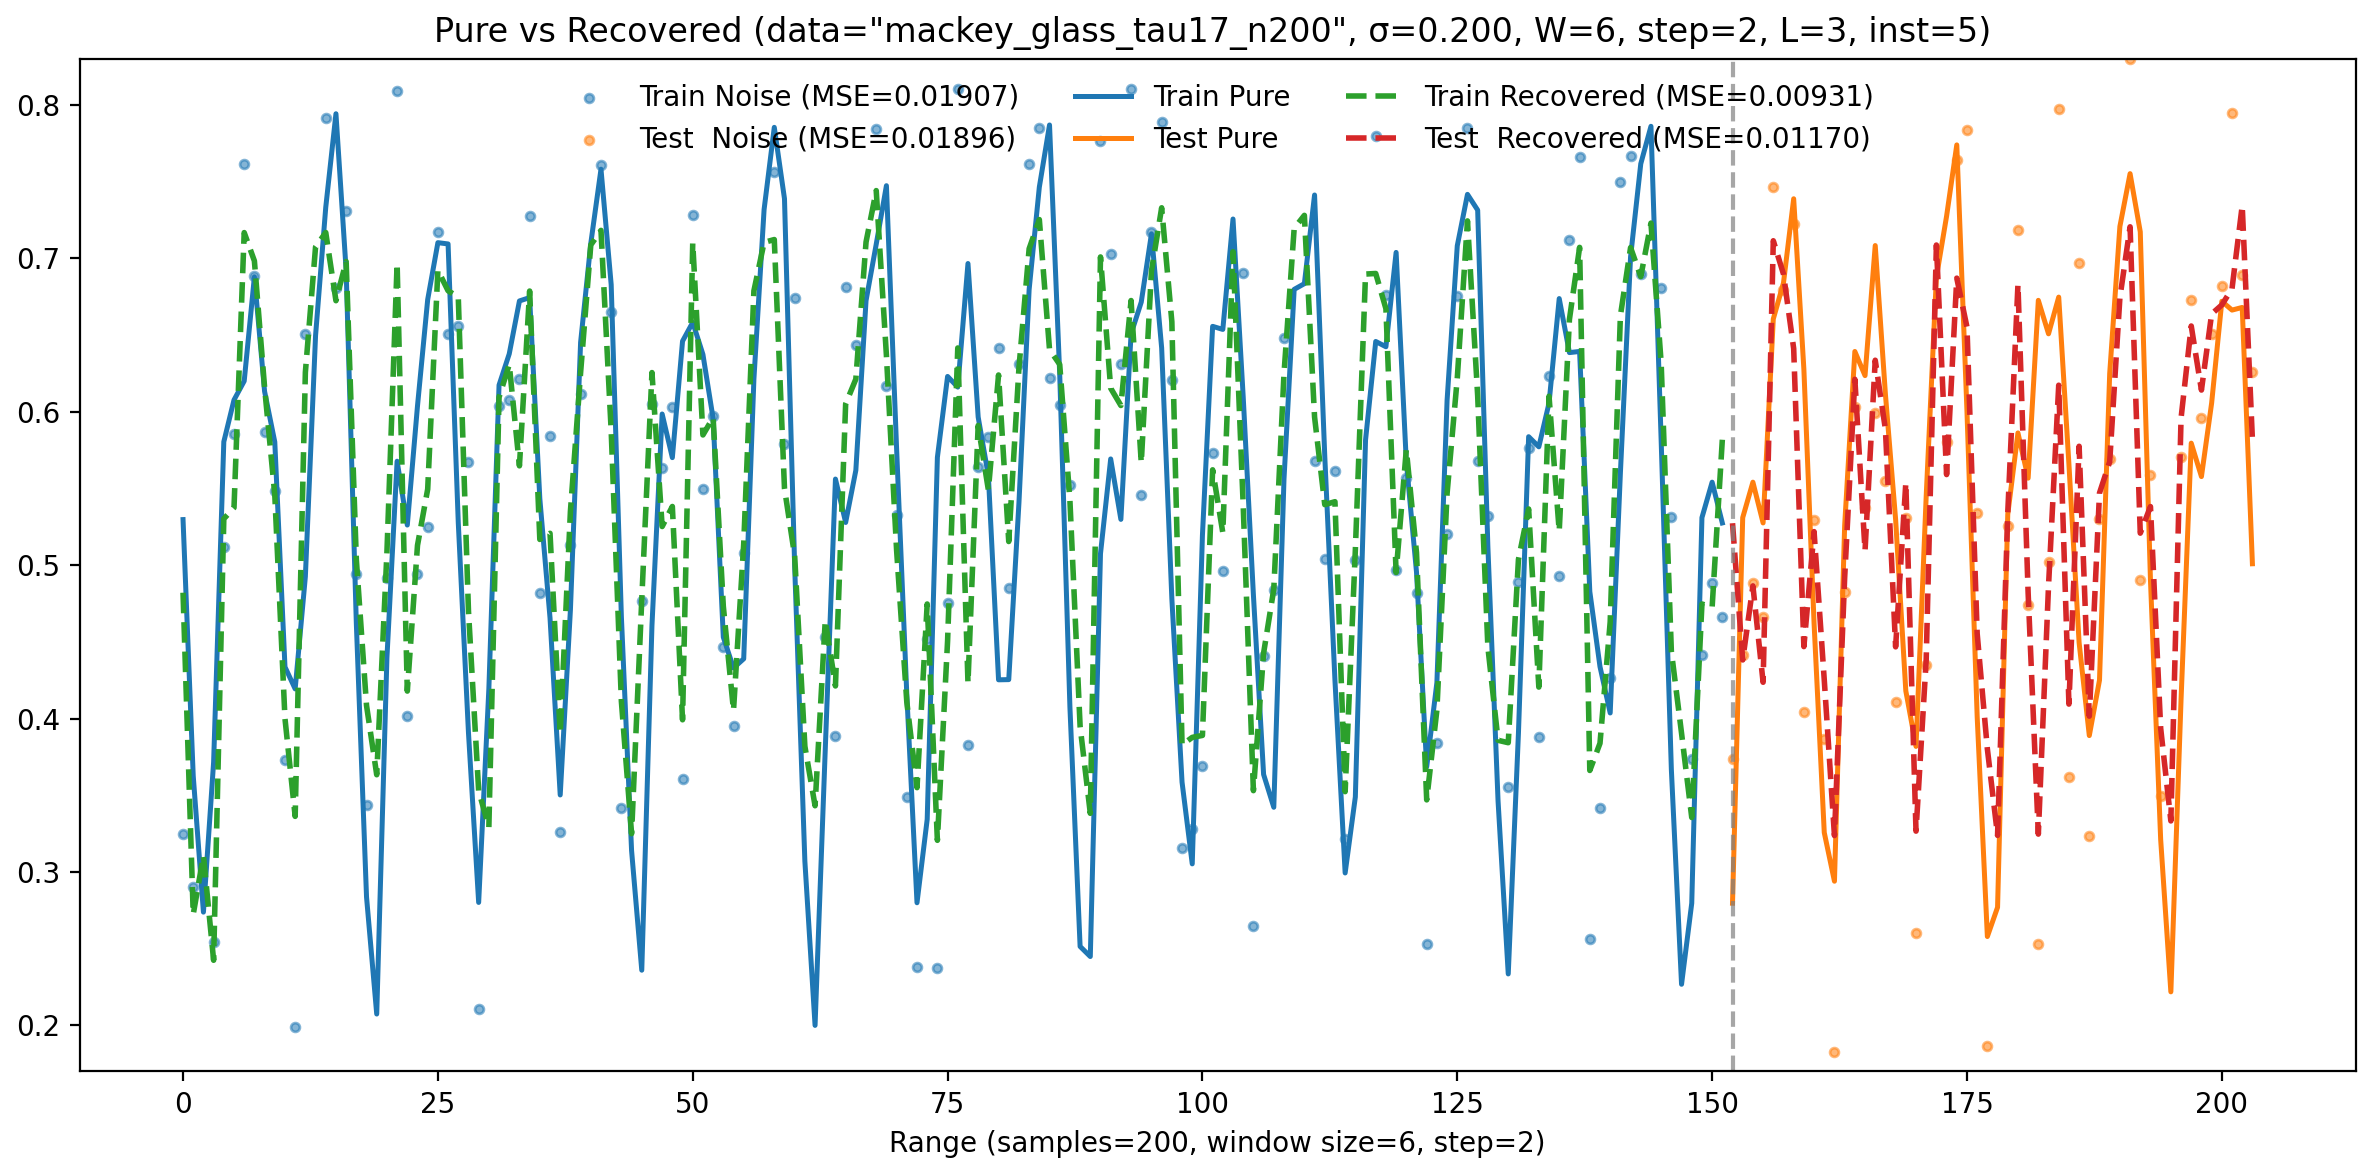 Pure vs Recovered (data="mackey_glass_tau17_n200", σ=0.200, W=6, step=2, L=3, inst=5)
Train Noise (MSE=0.01907)
Test  Noise (MSE=0.01896)
Train Pure
Test Pure
Train Recovered (MSE=0.00931)
Test  Recovered (MSE=0.01170)
0.8
0.7
0.6
0.5
0.4
0.3
0.2
0 25 50 75 100 125 150 175 200
Range (samples=200, window size=6, step=2)